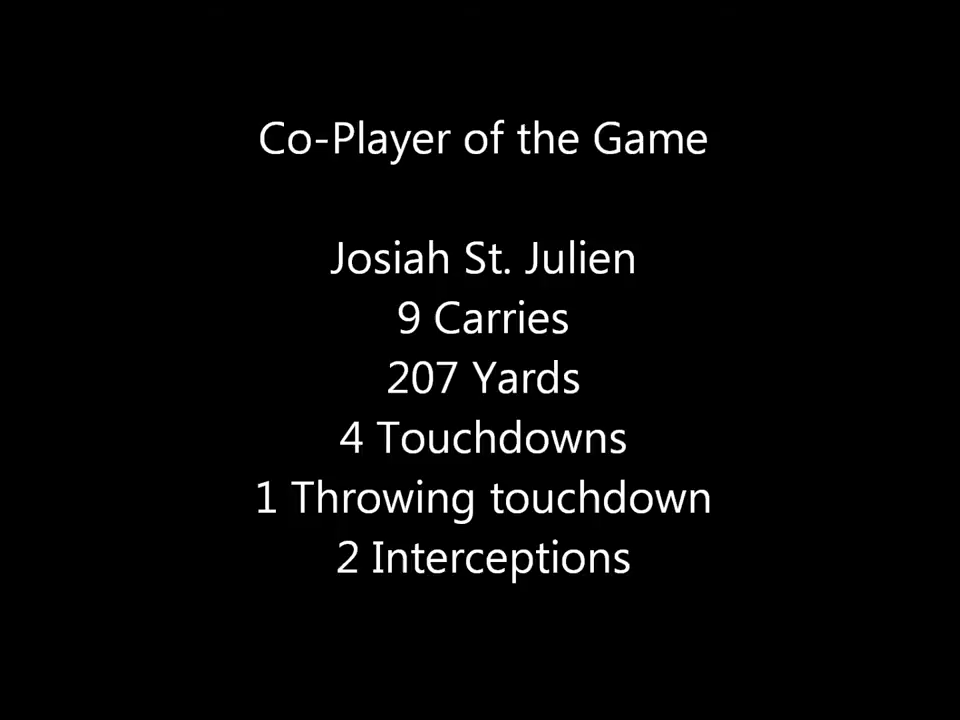 Co-Player of the Game
Josiah St. Julien
9 Carries
207 Yards
4 Touchdowns
1 Throwing touchdown
2 Interceptions